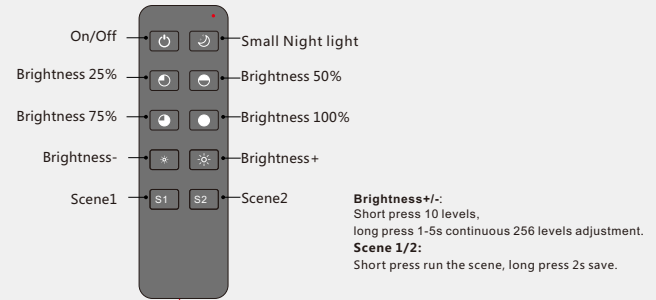 On/Off
Small Night light
Brightness 25%
Brightness 50%
Brightness 75%
Brightness 100%
Brightness-
Brightness+
Scene1
S1
S2
Scene2
Brightness+/-:
Short press 10 levels,
long press 1-5s continuous 256 levels adjustment.
Scene 1/2:
Short press run the scene, long press 2s save.